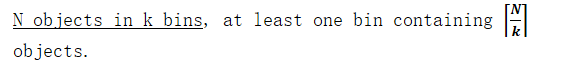 N objects in k bins, at least one bin containing ⌈N/k⌉
objects.